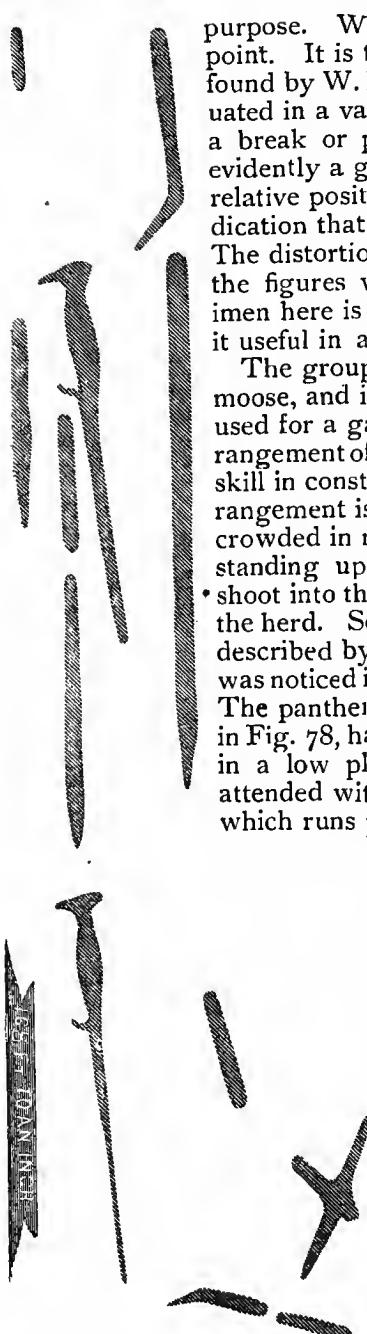 purpose. W
point. It is t
found by W.
uated in a va
a break or p
evidently a g
relative posit
dication that
The distortio
the figures v
imen here is
it useful in a
The group
moose, and i
used for a ga
rangement of
skill in const
rangement is
crowded in r
standing up
shoot into th
the herd. So
described by
was noticed i
The panther
in Fig. 78, ha
in a low pl
attended wit
which runs
TO AN INCH